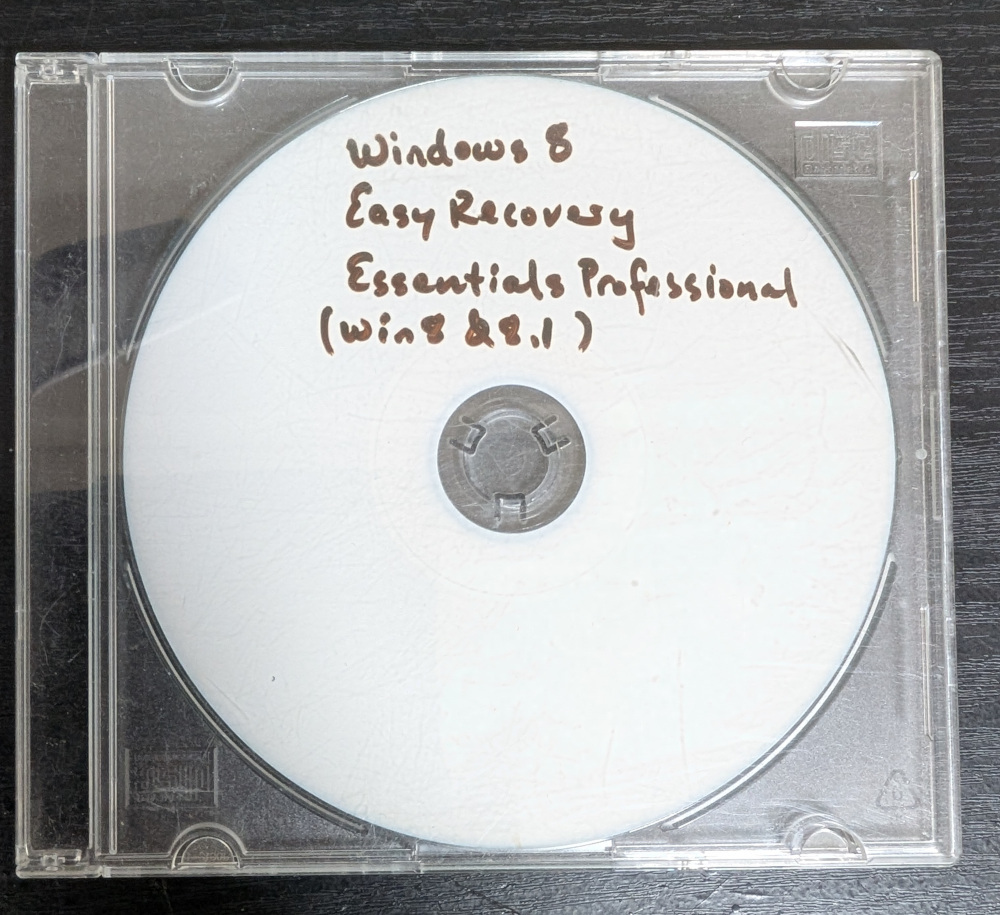 Windows 8
Easy Recovery
Essentials Professional
(Win8 & 8.1)